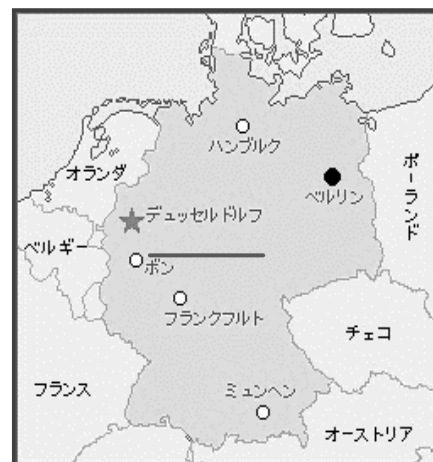 ハンブルク
オランダ
ベルリン
ポーランド
デュッセルドルフ
ベルギー
ボン
フランクフルト
チェコ
フランス
ミュンヘン
オーストリア